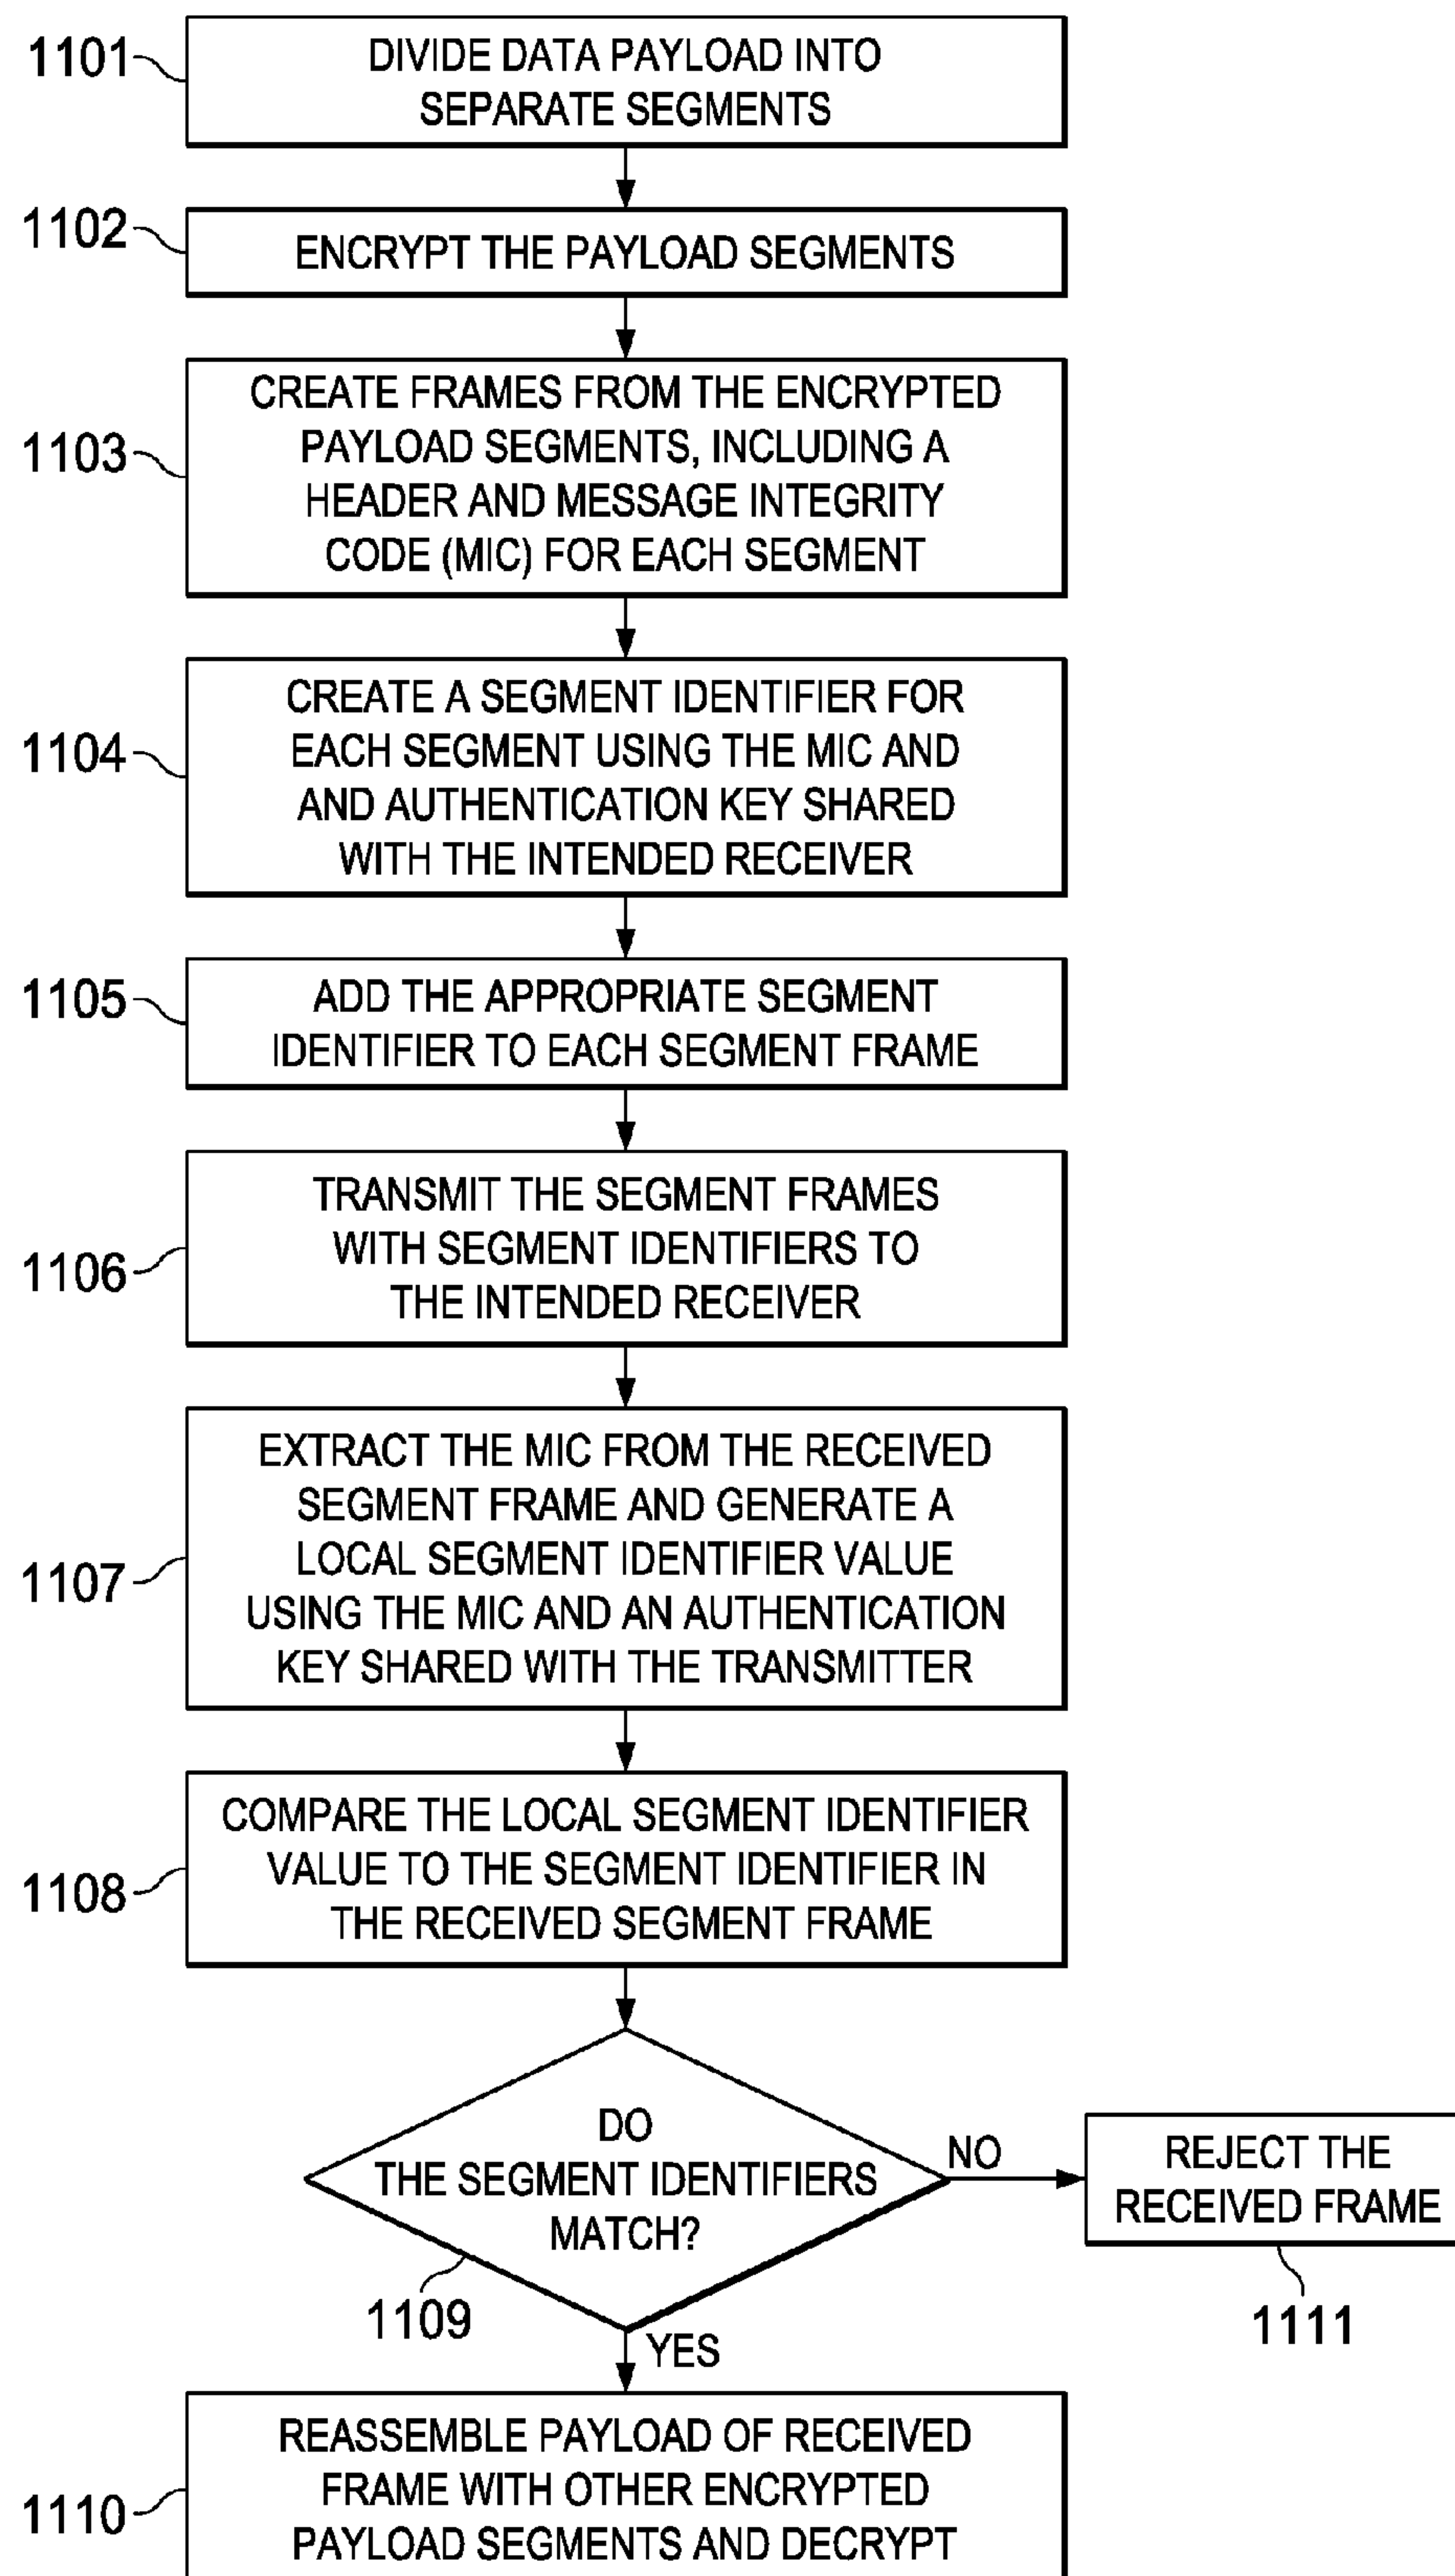 1101
DIVIDE DATA PAYLOAD INTO
SEPARATE SEGMENTS
1102
ENCRYPT THE PAYLOAD SEGMENTS
1103
CREATE FRAMES FROM THE ENCRYPTED
PAYLOAD SEGMENTS, INCLUDING A
HEADER AND MESSAGE INTEGRITY
CODE (MIC) FOR EACH SEGMENT
1104
CREATE A SEGMENT IDENTIFIER FOR
EACH SEGMENT USING THE MIC AND
AND AUTHENTICATION KEY SHARED
WITH THE INTENDED RECEIVER
1105
ADD THE APPROPRIATE SEGMENT
IDENTIFIER TO EACH SEGMENT FRAME
1106
TRANSMIT THE SEGMENT FRAMES
WITH SEGMENT IDENTIFIERS TO
THE INTENDED RECEIVER
1107
EXTRACT THE MIC FROM THE RECEIVED
SEGMENT FRAME AND GENERATE A
LOCAL SEGMENT IDENTIFIER VALUE
USING THE MIC AND AN AUTHENTICATION
KEY SHARED WITH THE TRANSMITTER
1108
COMPARE THE LOCAL SEGMENT IDENTIFIER
VALUE TO THE SEGMENT IDENTIFIER IN
THE RECEIVED SEGMENT FRAME
DO
THE SEGMENT IDENTIFIERS
MATCH?
1109
NO
REJECT THE
RECEIVED FRAME
1111
YES
1110
REASSEMBLE PAYLOAD OF RECEIVED
FRAME WITH OTHER ENCRYPTED
PAYLOAD SEGMENTS AND DECRYPT